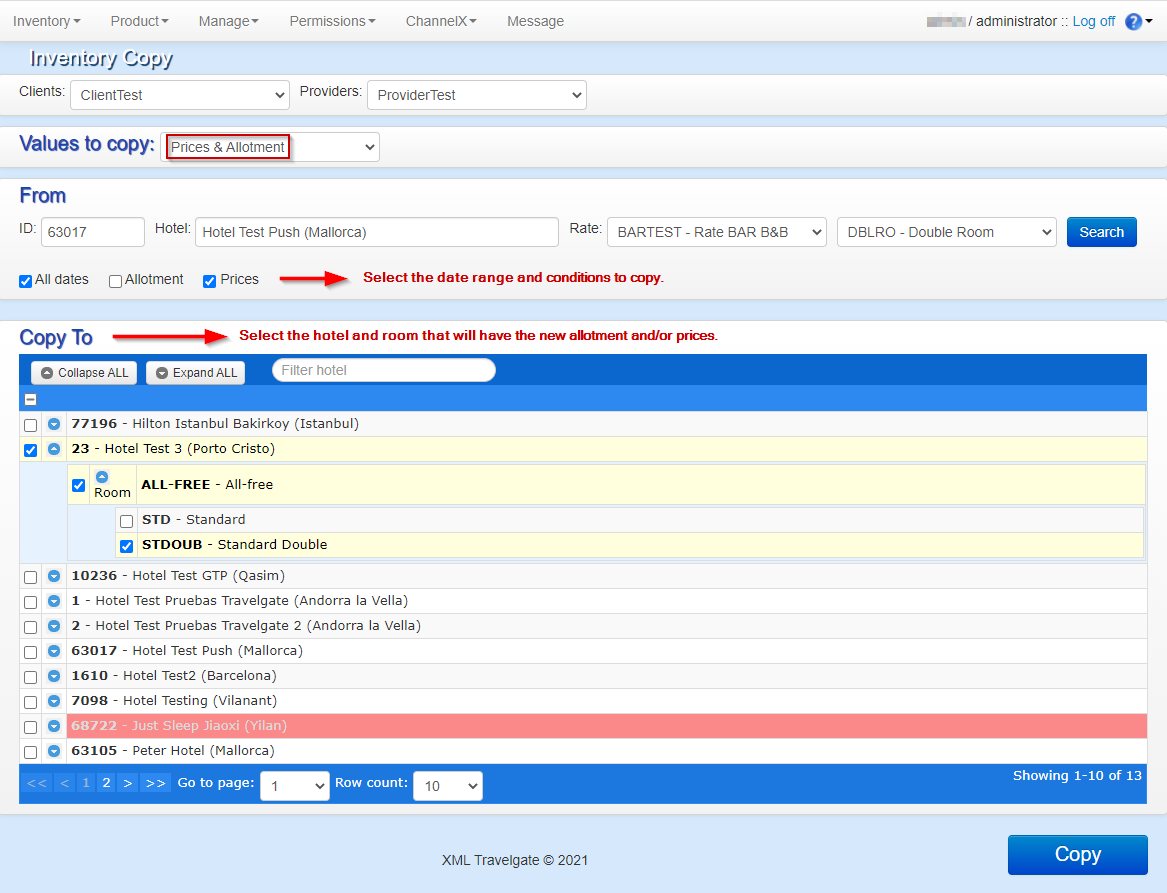 Inventory Product Manage Permissions ChannelX Message / administrator :: Log off ?
Inventory Copy
Clients: ClientTest Providers: ProviderTest
Values to copy: Prices & Allotment
From
ID: 63017 Hotel: Hotel Test Push (Mallorca) Rate: BARTEST - Rate BAR B&B DBLRO - Double Room Search
All dates Allotment Prices Select the date range and conditions to copy.
Copy To Select the hotel and room that will have the new allotment and/or prices.
Collapse ALL Expand ALL Filter hotel
77196 - Hilton Istanbul Bakirkoy (Istanbul)
23 - Hotel Test 3 (Porto Cristo)
Room ALL-FREE - All-free
STD - Standard
STDOUB - Standard Double
10236 - Hotel Test GTP (Qasim)
1 - Hotel Test Pruebas Travelgate (Andorra la Vella)
2 - Hotel Test Pruebas Travelgate 2 (Andorra la Vella)
63017 - Hotel Test Push (Mallorca)
1610 - Hotel Test2 (Barcelona)
7098 - Hotel Testing (Vilanant)
68722 - Just Sleep Jiaoxi (Yilan)
63105 - Peter Hotel (Mallorca)
<< < 1 2 > >> Go to page: 1 Row count: 10 Showing 1-10 of 13
XML Travelgate © 2021 Copy